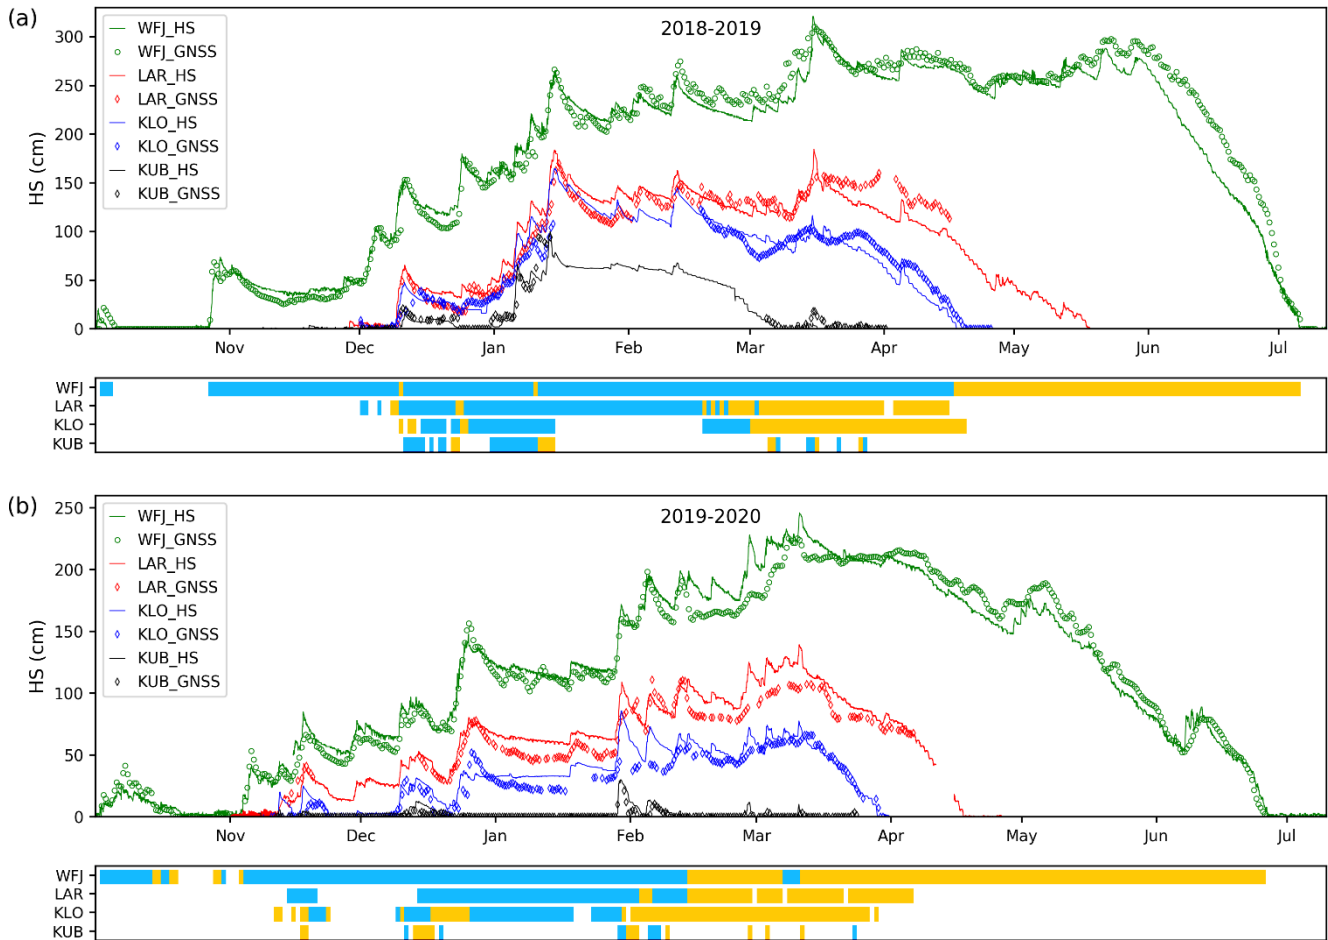 (a)
2018-2019
HS (cm)
300
250
200
150
100
50
0
WFJ_HS
WFJ_GNSS
LAR_HS
LAR_GNSS
KLO_HS
KLO_GNSS
KUB_HS
KUB_GNSS
Nov Dec Jan Feb Mar Apr May Jun Jul
WFJ
LAR
KLO
KUB
(b)
2019-2020
HS (cm)
250
200
150
100
50
0
WFJ_HS
WFJ_GNSS
LAR_HS
LAR_GNSS
KLO_HS
KLO_GNSS
KUB_HS
KUB_GNSS
Nov Dec Jan Feb Mar Apr May Jun Jul
WFJ
LAR
KLO
KUB